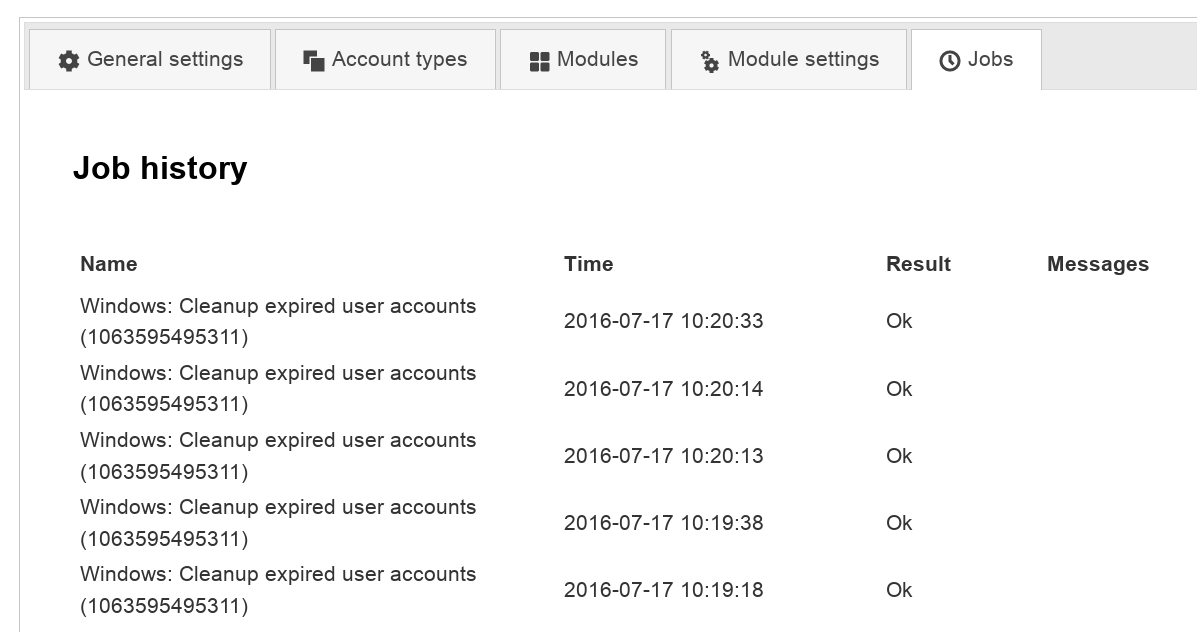 General settings Account types Modules Module settings Jobs
Job history
Name Time Result Messages
Windows: Cleanup expired user accounts
(1063595495311) 2016-07-17 10:20:33 Ok
Windows: Cleanup expired user accounts
(1063595495311) 2016-07-17 10:20:14 Ok
Windows: Cleanup expired user accounts
(1063595495311) 2016-07-17 10:20:13 Ok
Windows: Cleanup expired user accounts
(1063595495311) 2016-07-17 10:19:38 Ok
Windows: Cleanup expired user accounts
(1063595495311) 2016-07-17 10:19:18 Ok